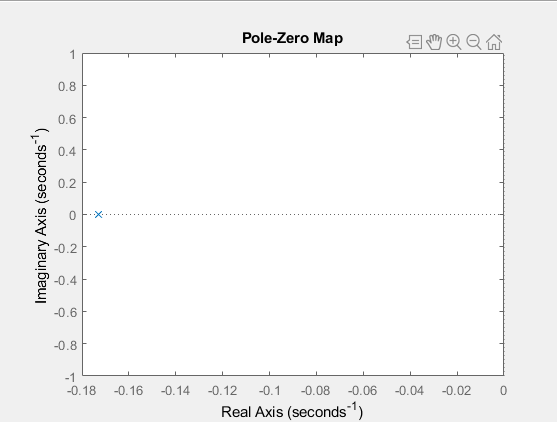 Pole-Zero Map
1
0.8
0.6
0.4
0.2
0
-0.2
-0.4
-0.6
-0.8
-1
Imaginary Axis (seconds-1)
-0.18 -0.16 -0.14 -0.12 -0.1 -0.08 -0.06 -0.04 -0.02 0
Real Axis (seconds-1)